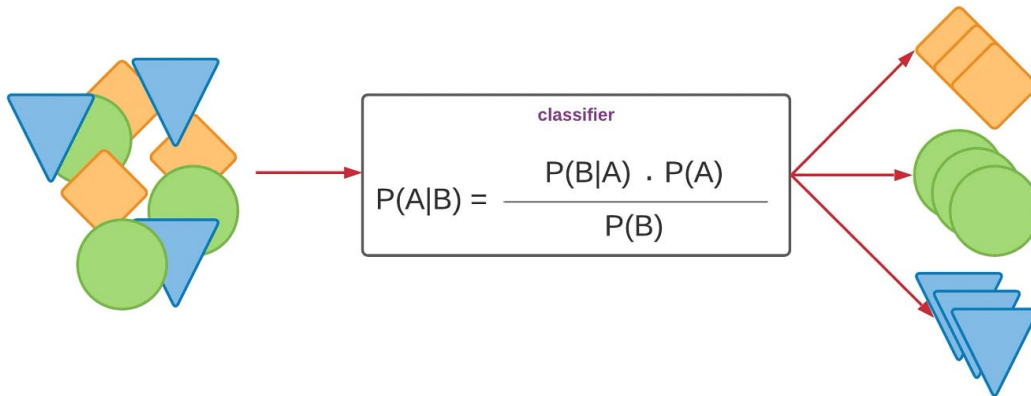 classifier
P(B|A) . P(A)
P(A|B) =
P(B)